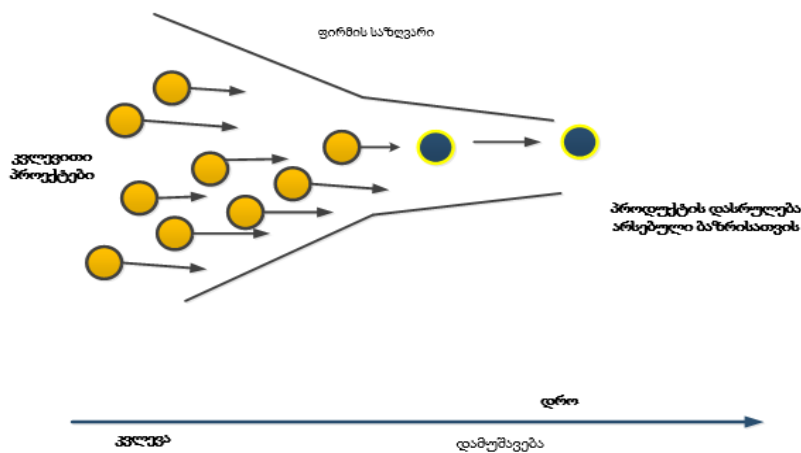 ფირმის საზღვარი
კვლევითი
პროექტები
პროდუქტის დასრულება
არსებული ბაზრისათვის
დრო
კვლევა
დამუშავება